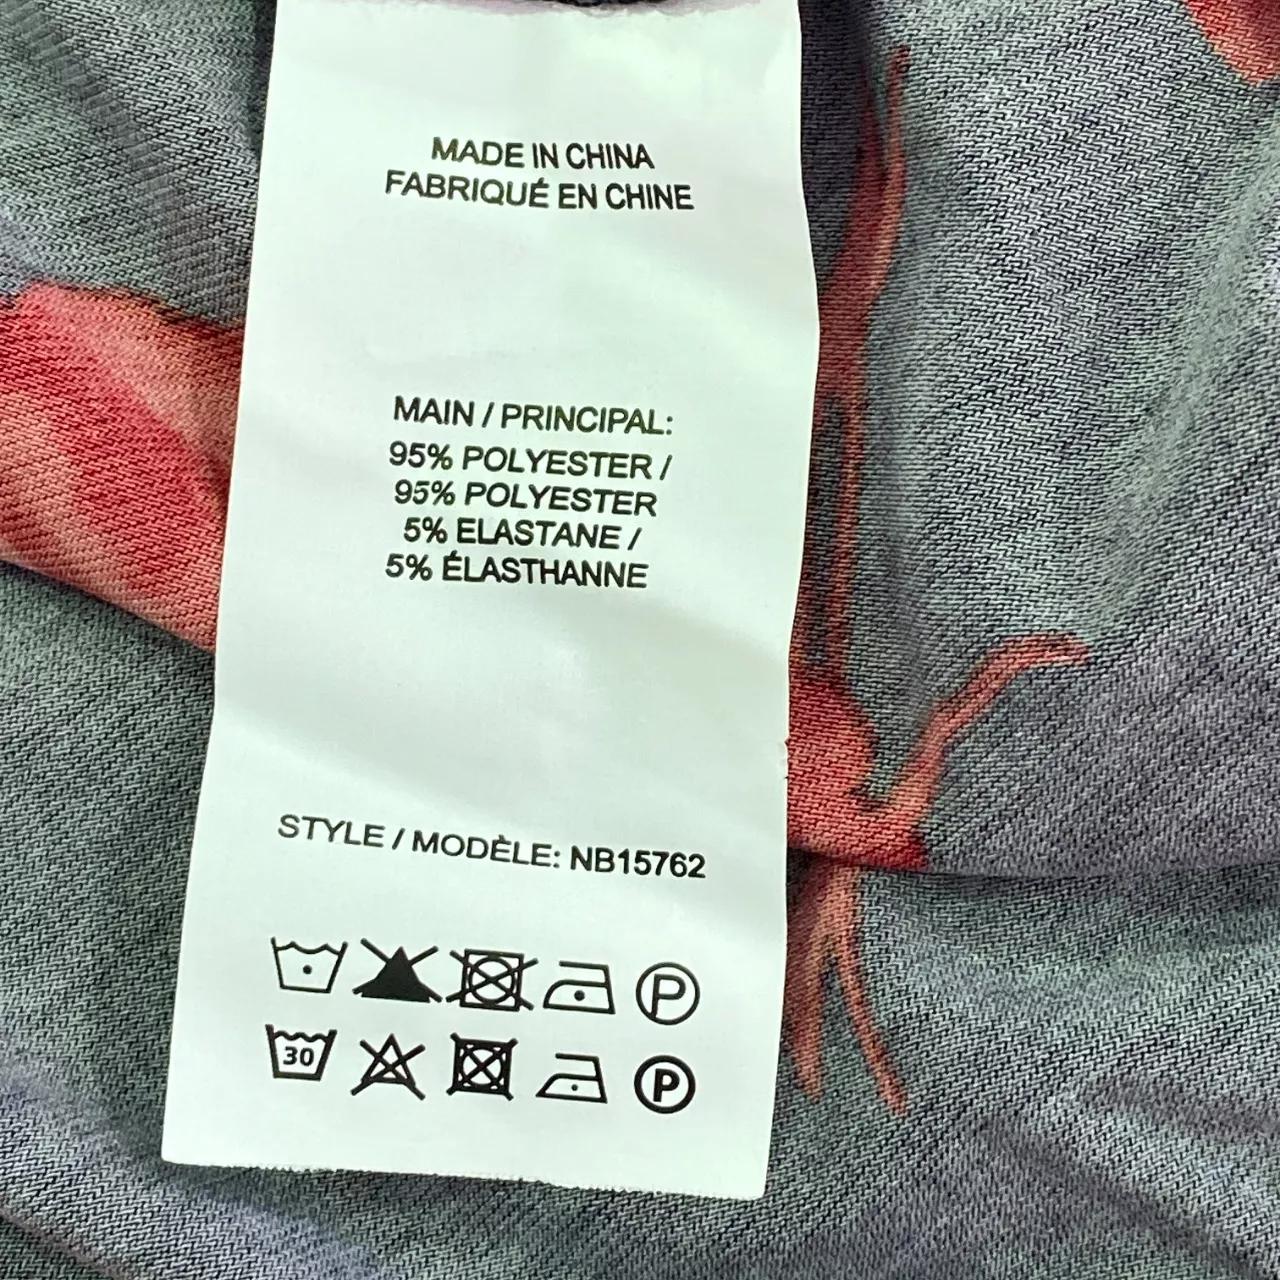 MADE IN CHINA
FABRIQUÉ EN CHINE
MAIN / PRINCIPAL:
95% POLYESTER /
95% POLYESTER
5% ELASTANE /
5% ÉLASTHANNE
STYLE / MODÈLE: NB15762
P
30 P